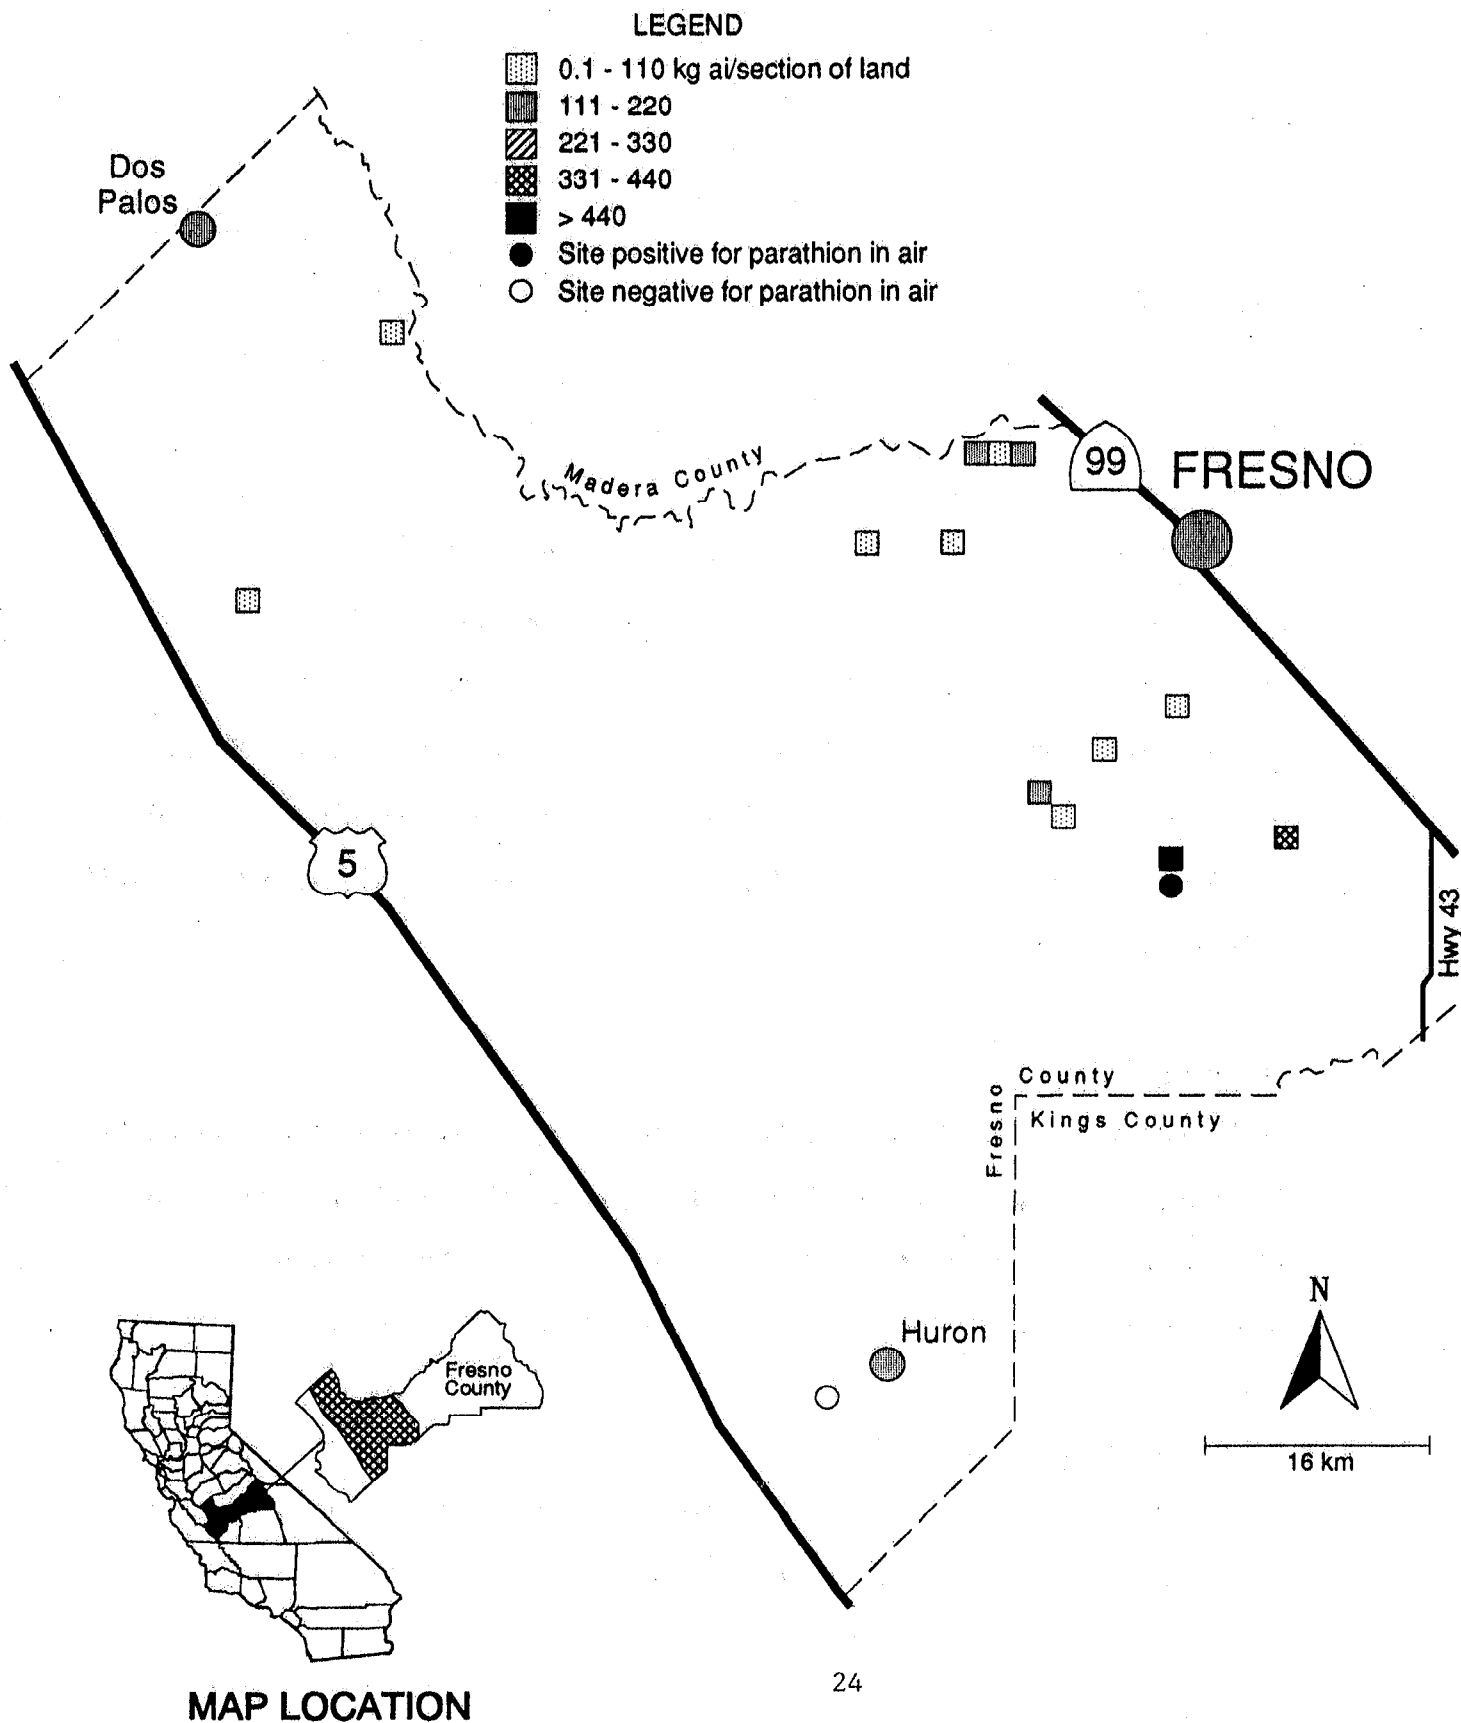 LEGEND
0.1 - 110 kg ai/section of land
111 - 220
221 - 330
331 - 440
> 440
Site positive for parathion in air
Site negative for parathion in air
Dos
Palos
Madera County
99
FRESNO
5
Hwy 43
Fresno
County
Kings County
Huron
N
16 km
Fresno
County
MAP LOCATION
24